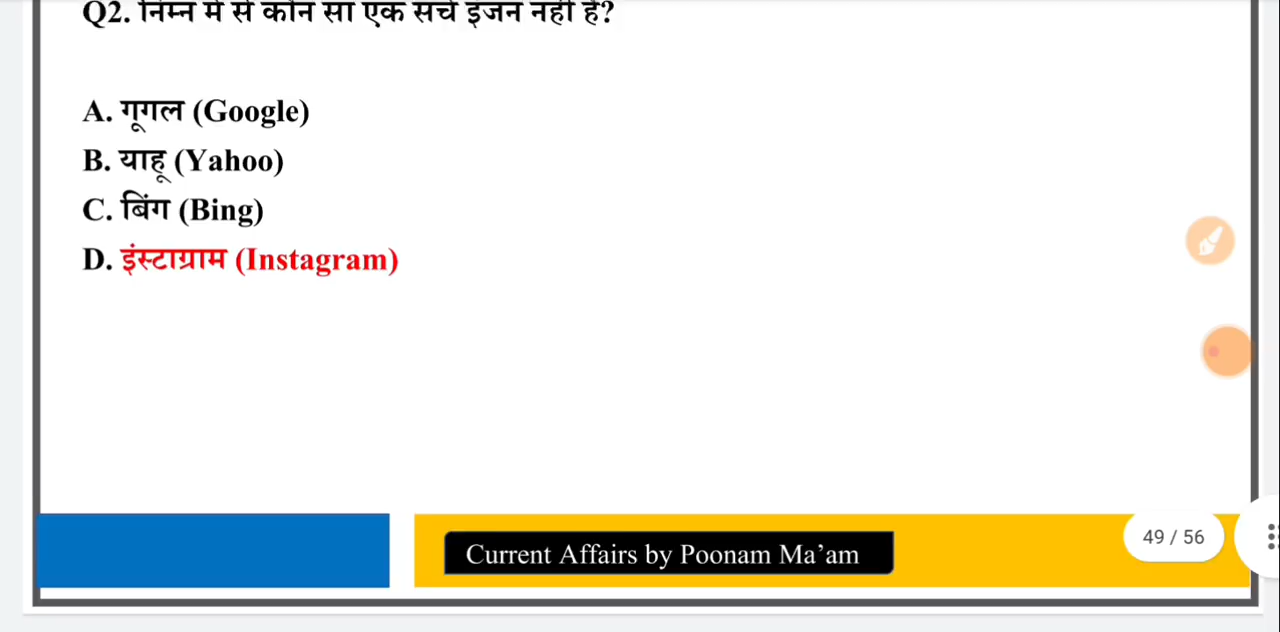 Q2. निम्न में से कौन सा एक सर्च इंजन नहीं है?
A. गूगल (Google)
B. याहू (Yahoo)
C. बिंग (Bing)
D. इंस्टाग्राम (Instagram)
49 / 56
Current Affairs by Poonam Ma’am